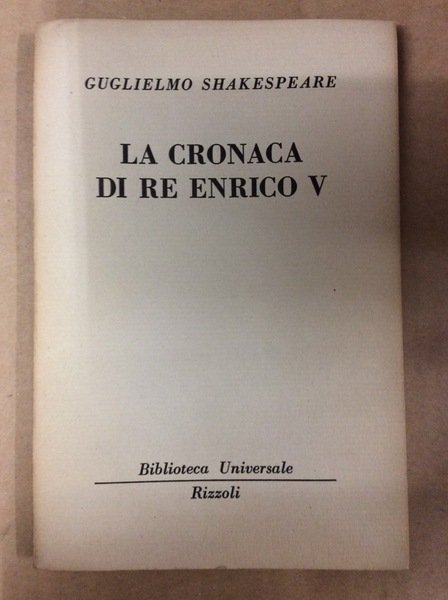 GUGLIELMO SHAKESPEARE
LA CRONACA
DI RE ENRICO V
Biblioteca Universale
Rizzoli